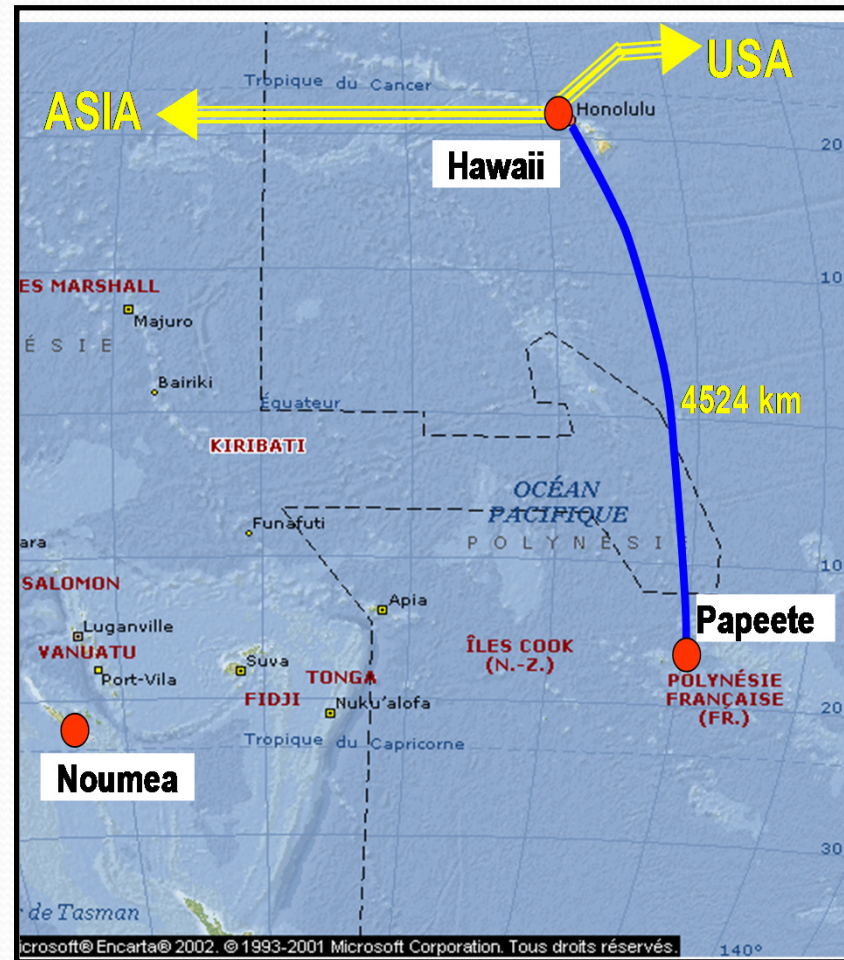 USA
ASIA
Tropique du Cancer
Honolulu
Hawaii
20
10
ES MARSHALL
Majuro
ÉSIE
Bairiki
Équateur
4524 km
KIRIBATI
OCÉAN
PACIFIQUE
Funafuti
POLYNÉSIE
ara
10
SALOMON
Apia
Luganville
Papeete
VANUATU
ÎLES COOK
(N.-Z.)
Port-Vila
Suva
TONGA
FIDJI
POLYNÉSIE
FRANÇAISE
(FR.)
Nuku'alofa
20
Tropique du Capricorne
Noumea
30
r de Tasman
icrosoft® Encarta® 2002. © 1993-2001 Microsoft Corporation. Tous droits réservés.
140°